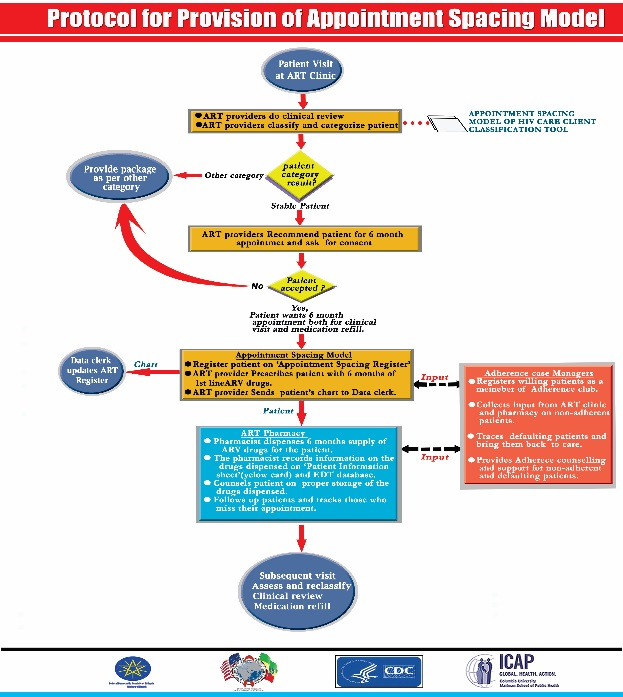 Protocol for Provision of Appointment Spacing Model
Patient Visit
at ART Clinic
ART providers do clinical review
ART providers classify and categorize patient
APPOINTMENT SPACING
MODEL OF HIV CARE CLIENT
CLASSIFICATION TOOL
patient
category
result?
Other category
Provide package
as per other
category
Stable Patient
ART providers Recommend patient for 6 month
appointmet and ask for consent
Patient
accepted ?
No
Yes,
Patient wants 6 month
appointment both for clinical
visit and medication refill.
Appointment Spacing Model
Register patient on 'Appointment Spacing Register'
ART provider Prescribes patient with 6 months of
1st lineARV drugs.
ART provider Sends patient's chart to Data clerk.
Chart
Data clerk
updates ART
Register
Input
Adherence case Managers
Registers willing patients as a
memeber of Adherence club.
Collects input from ART clinic
and pharmacy on non-adherent
patients.
Traces defaulting patients and
bring them back to care.
Provides Adherece counselling
and support for non-adherent
and defaulting patients.
Patient
ART Pharmacy
Pharmacist dispenses 6 months supply of
ARV drugs for the patient.
The pharmacist records information on the
drugs dispensed on 'Patient Information
sheet'(yelow card) and EDT database.
Counsels patient on proper storage of the
drugs dispensed.
Follows up patients and tracks those who
miss their appointment.
Input
Subsequent visit
Assess and reclassify
Clinical review
Medication refill
CDC
ICAP
GLOBAL. HEALTH. ACTION.
Columbia University
Mailman School of Public Health